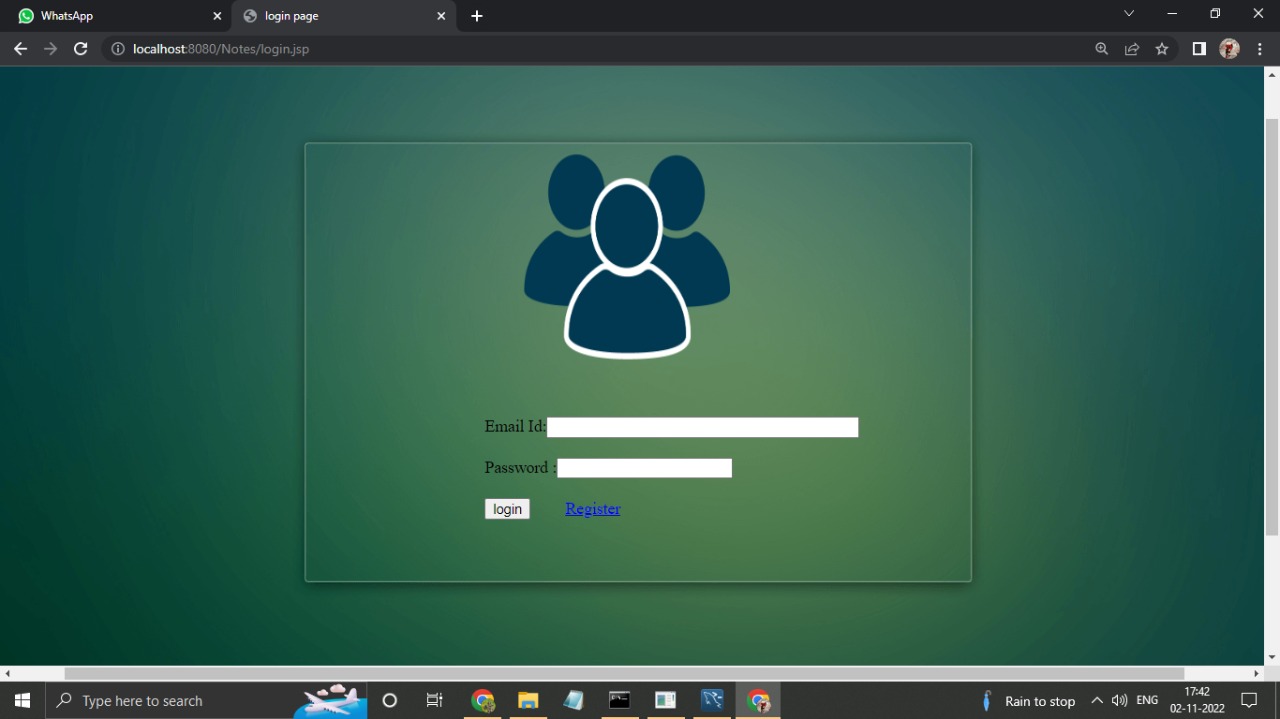 WhatsApp
login page
localhost:8080/Notes/login.jsp
Email Id:
Password :
login
Register
Type here to search
Rain to stop
ENG
17:42
02-11-2022